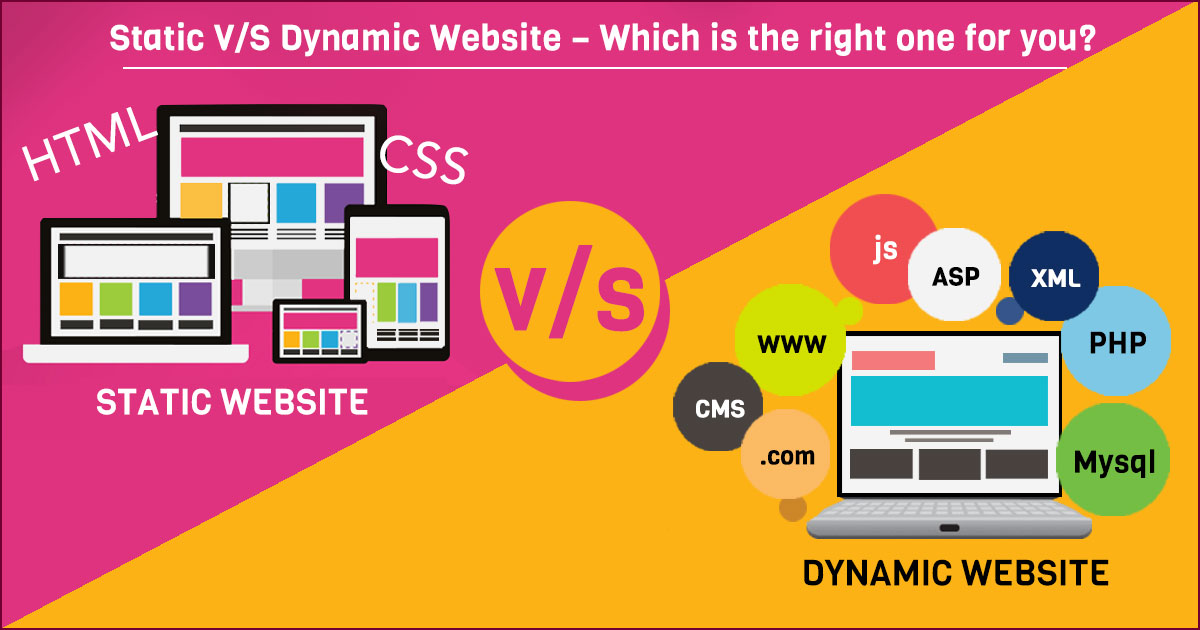 Static V/S Dynamic Website – Which is the right one for you?
HTML
CSS
STATIC WEBSITE
V/S
js
ASP
XML
www
PHP
CMS
.com
Mysql
DYNAMIC WEBSITE